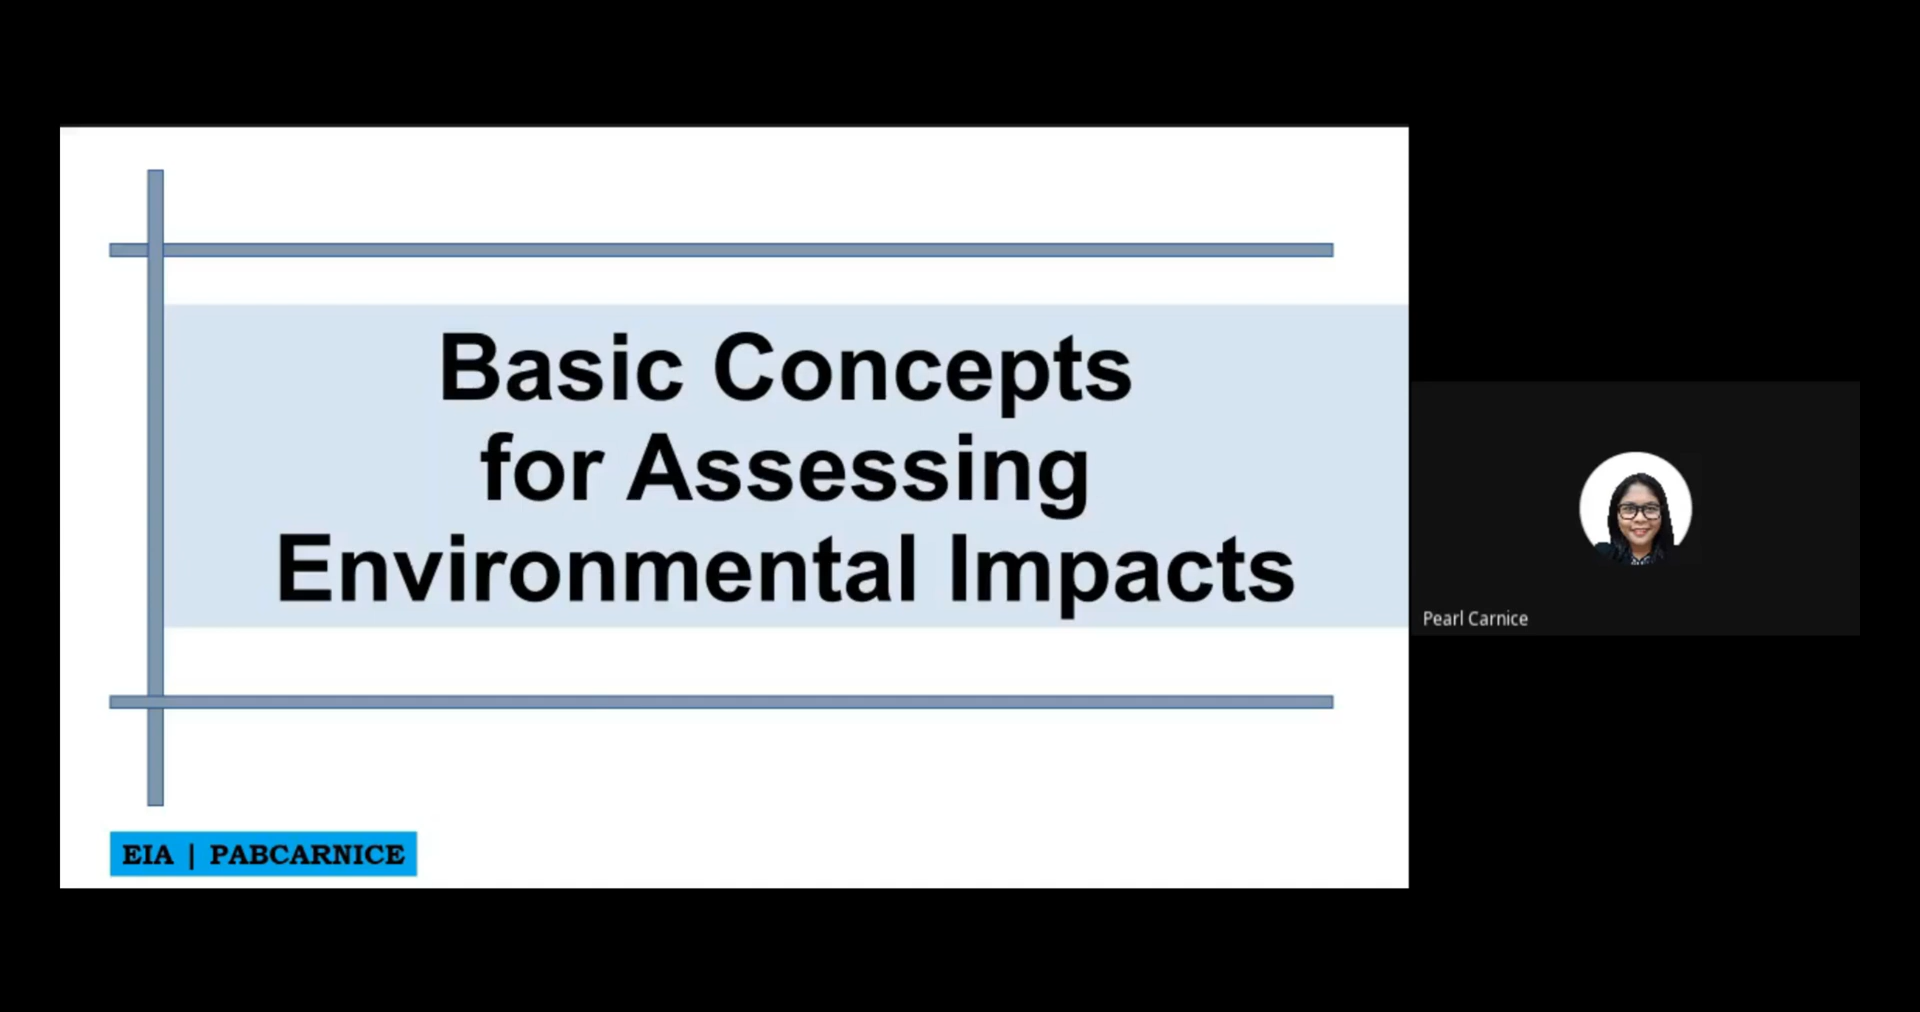 Basic Concepts
for Assessing
Environmental Impacts
Pearl Carnice
EIA | PABCARNICE